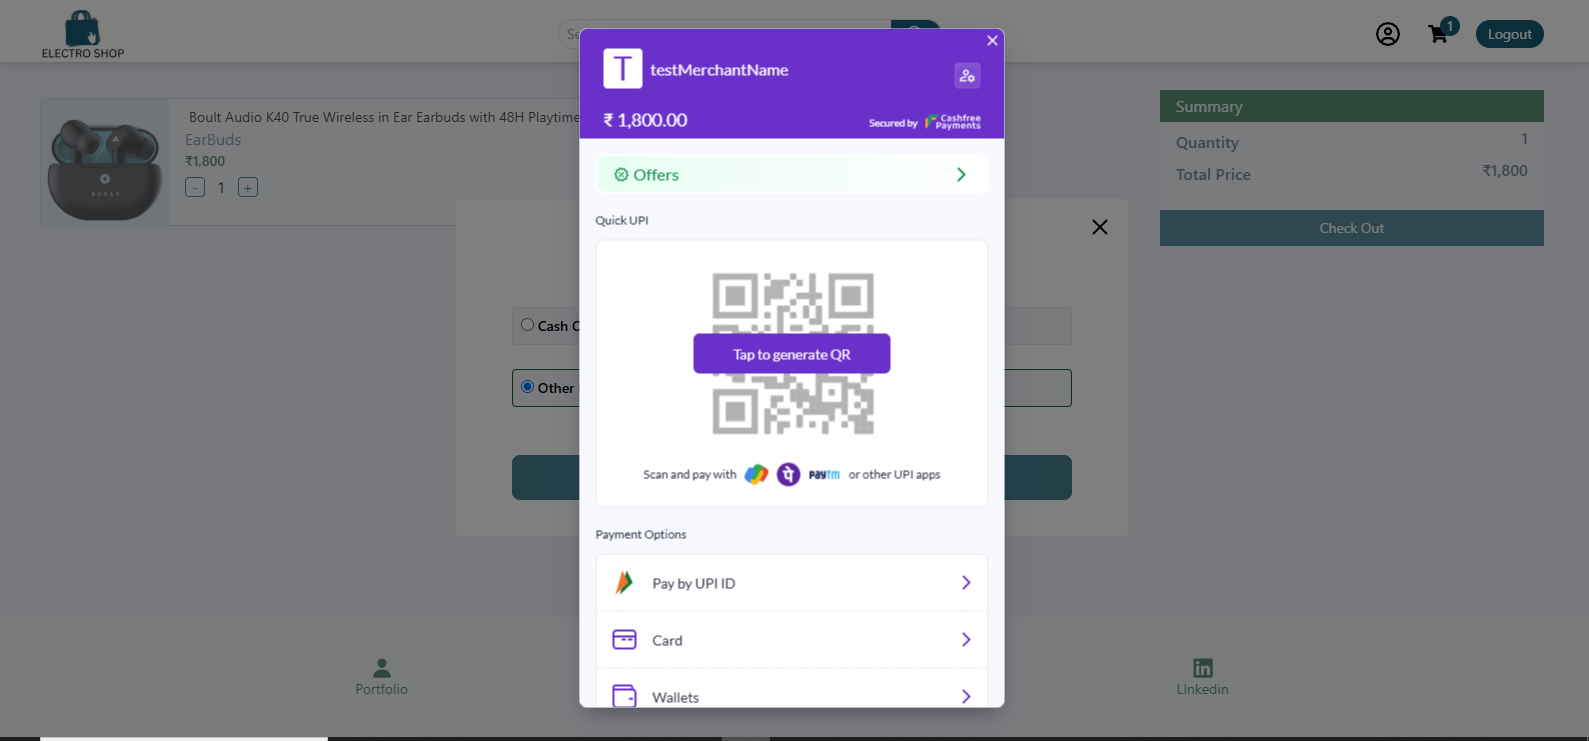 ELECTRO SHOP
1
Logout
Boult Audio K40 True Wireless in Ear Earbuds with 48H Playtime
EarBuds
₹1,800
- 1 +
BOULT
Summary
Quantity 1
Total Price ₹1,800
Check Out
Cash
Other
T testMerchantName
₹ 1,800.00
Secured by Cashfree Payments
Offers
Quick UPI
Tap to generate QR
Scan and pay with paytm or other UPI apps
Payment Options
Pay by UPI ID
Card
Wallets
Portfolio
LInkedin